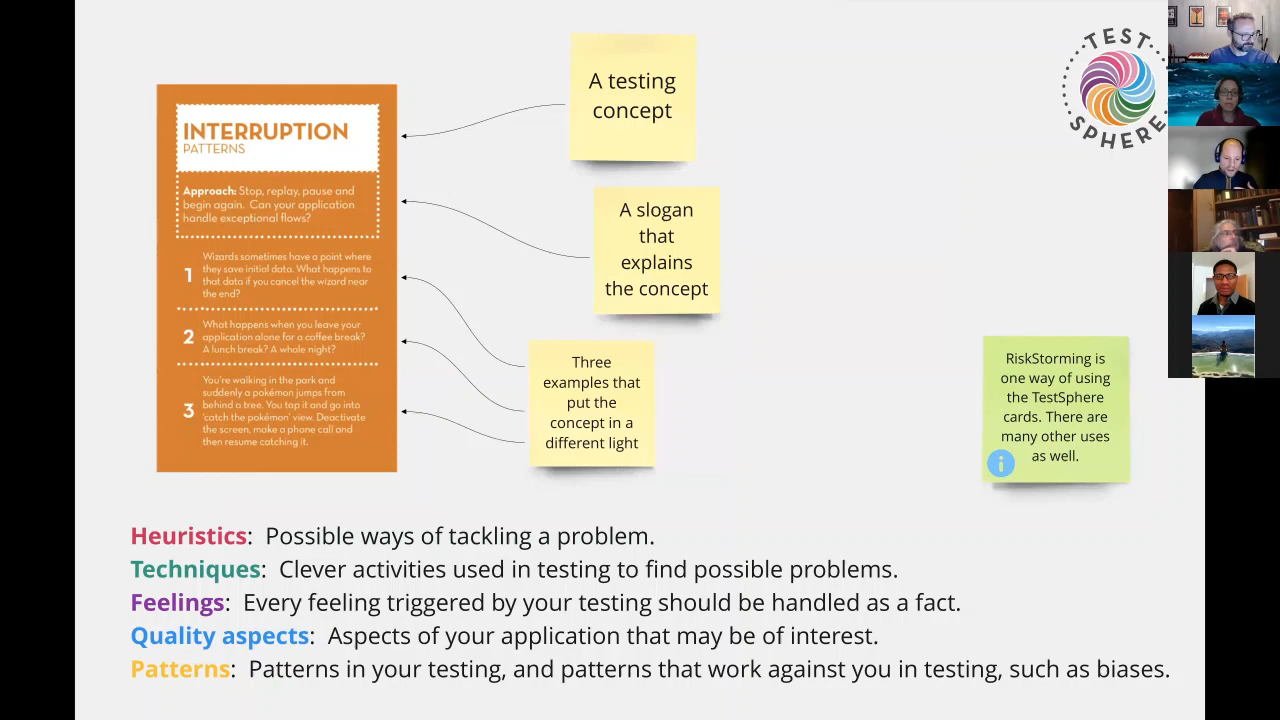 INTERRUPTION
PATTERNS
Approach: Stop, replay, pause and
begin again. Can your application
handle exceptional flows?
1
Wizards sometimes have a point where
they save initial data. What happens to
that data if you cancel the wizard near
the end?
2
What happens when you leave your
application alone for a coffee break?
A lunch break? A whole night?
3
You're walking in the park and
suddenly a pokémon jumps from
behind a tree. You tap it and go into
'catch the pokémon' view. Deactivate
the screen, make a phone call and
then resume catching it.
A testing
concept
A slogan
that
explains
the concept
Three
examples that
put the
concept in a
different light
TEST
SPHERE
RiskStorming is
one way of using
the TestSphere
cards. There are
many other uses
as well.
i
Heuristics: Possible ways of tackling a problem.
Techniques: Clever activities used in testing to find possible problems.
Feelings: Every feeling triggered by your testing should be handled as a fact.
Quality aspects: Aspects of your application that may be of interest.
Patterns: Patterns in your testing, and patterns that work against you in testing, such as biases.